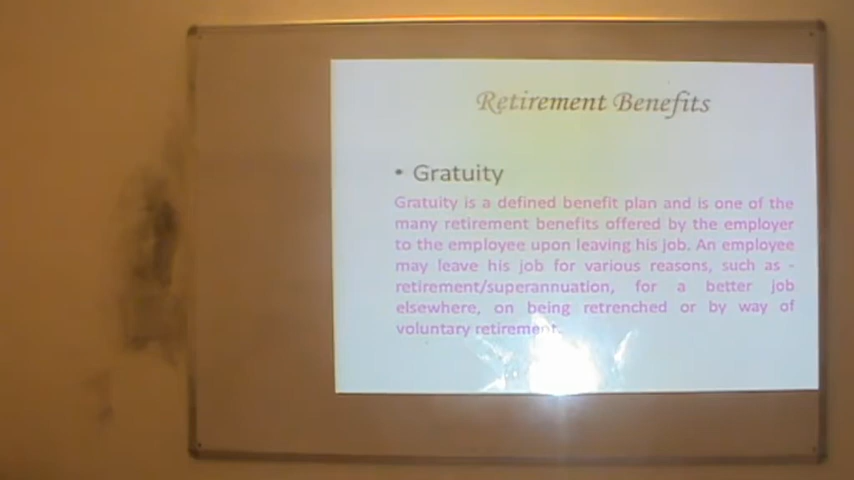 Retirement Benefits
• Gratuity
Gratuity is a defined benefit plan and is one of the
many retirement benefits offered by the employer
to the employee upon leaving his job. An employee
may leave his job for various reasons, such as -
retirement/superannuation, for a better job
elsewhere, on being retrenched or by way of
voluntary retirement.